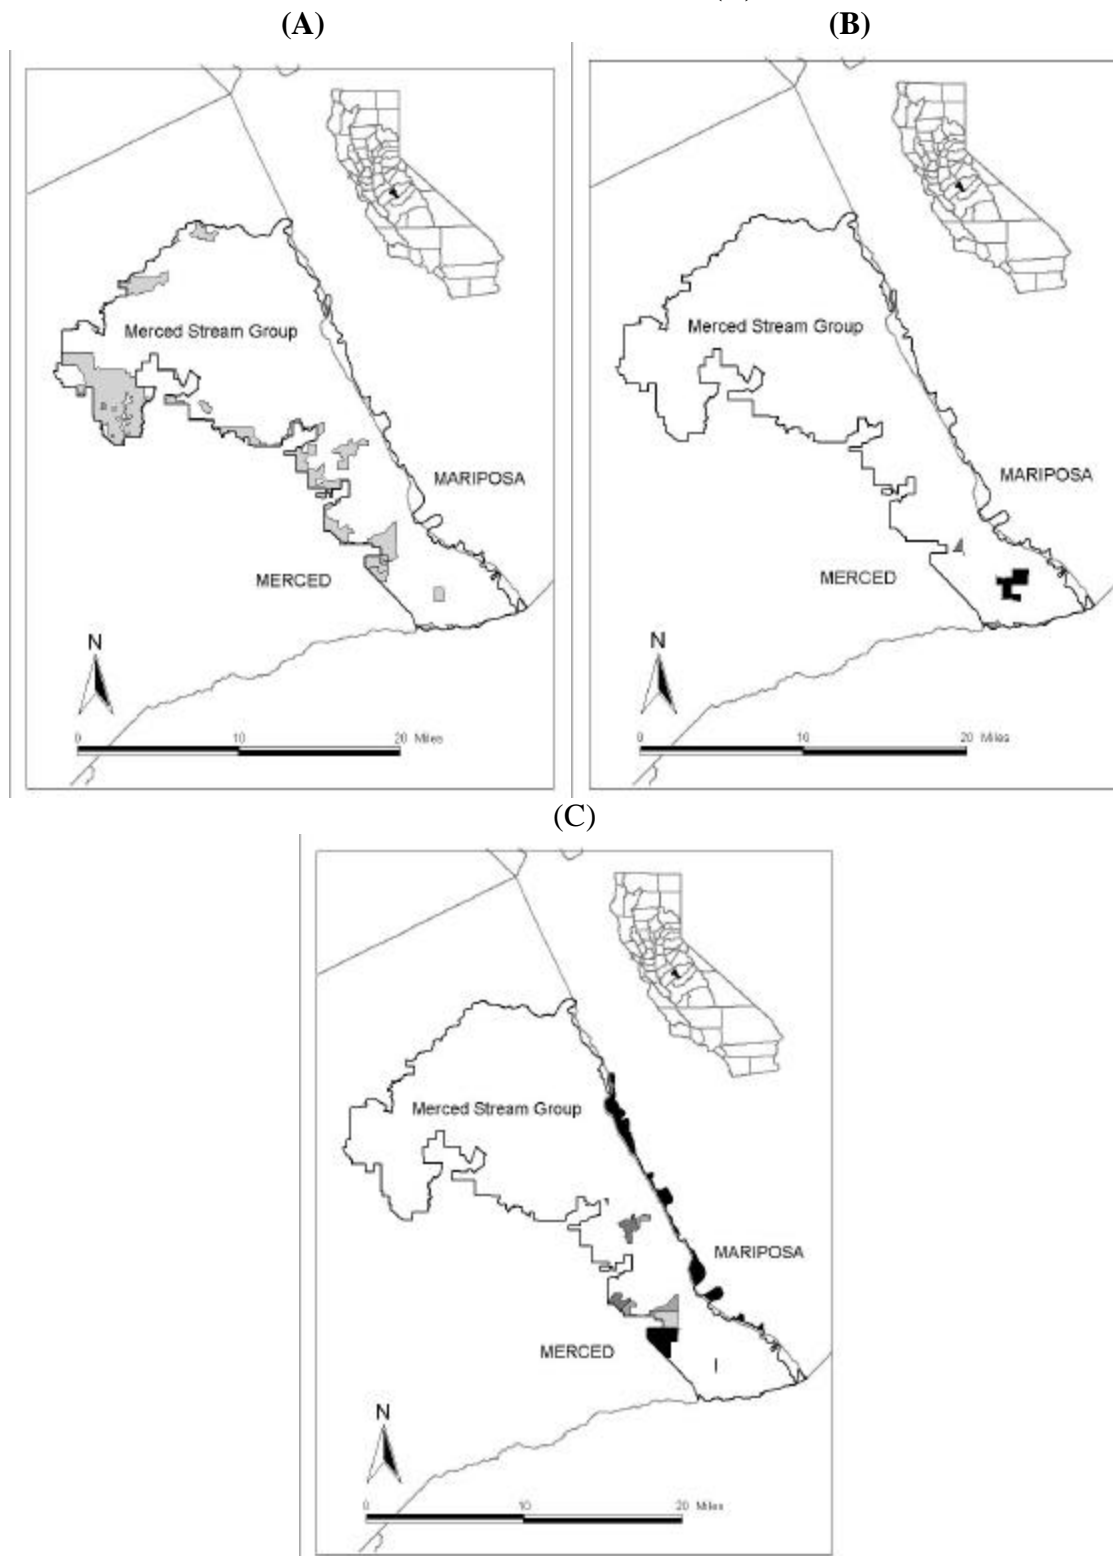 (A)
(B)
Merced Stream Group
MARIPOSA
MERCED
N
0 10 20 Miles
Merced Stream Group
MARIPOSA
MERCED
N
0 10 20 Miles
(C)
Merced Stream Group
MARIPOSA
MERCED
N
0 10 20 Miles